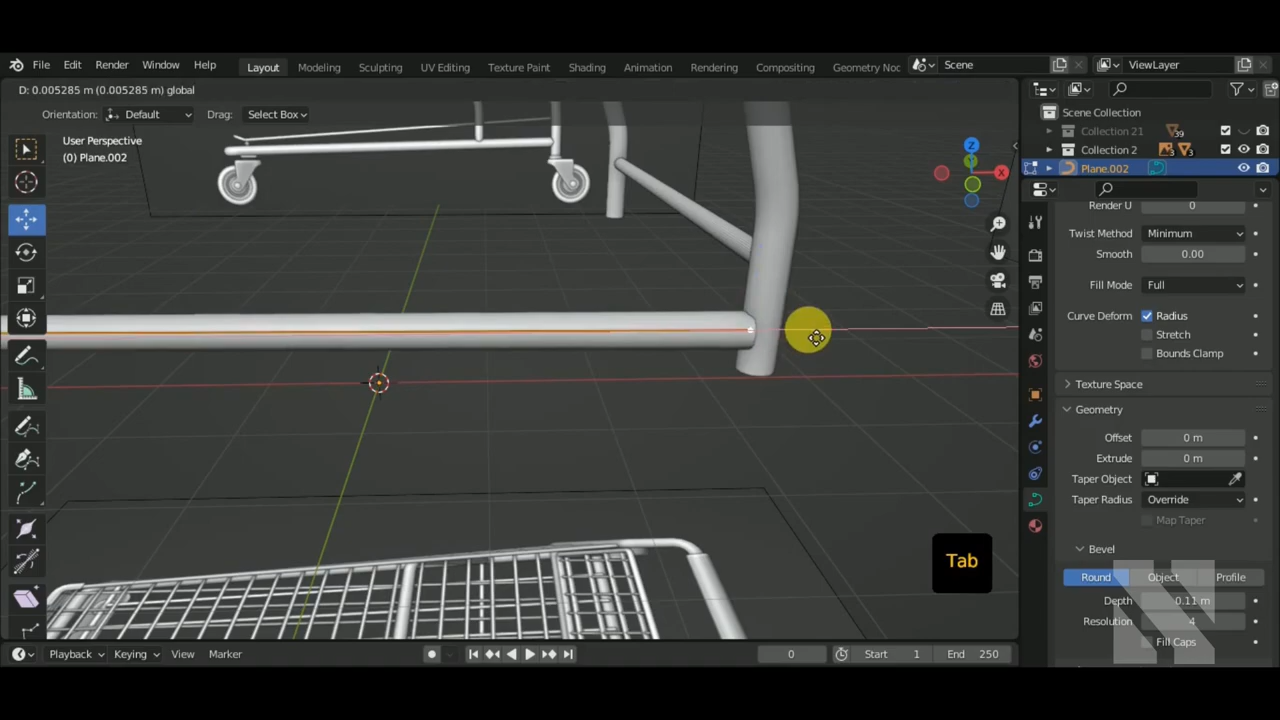 File Edit Render Window Help Layout Modeling Sculpting UV Editing Texture Paint Shading Animation Rendering Compositing Geometry Noc Scene ViewLayer
D: 0.005285 m (0.005285 m) global
Orientation: Default Drag: Select Box
Scene Collection
User Perspective
Collection 21 39
(0) Plane.002
Collection 2 3 3
Plane.002
Z
X
Render U 0
Twist Method Minimum
Smooth 0.00
Fill Mode Full
Curve Deform Radius
Stretch
Bounds Clamp
Texture Space
Geometry
Offset 0 m
Extrude 0 m
Taper Object
Taper Radius Override
Map Taper
Bevel
Tab
Round Object Profile
Depth 0.11 m
Resolution 4
Fill Caps
Playback Keying View Marker 0 Start 1 End 250